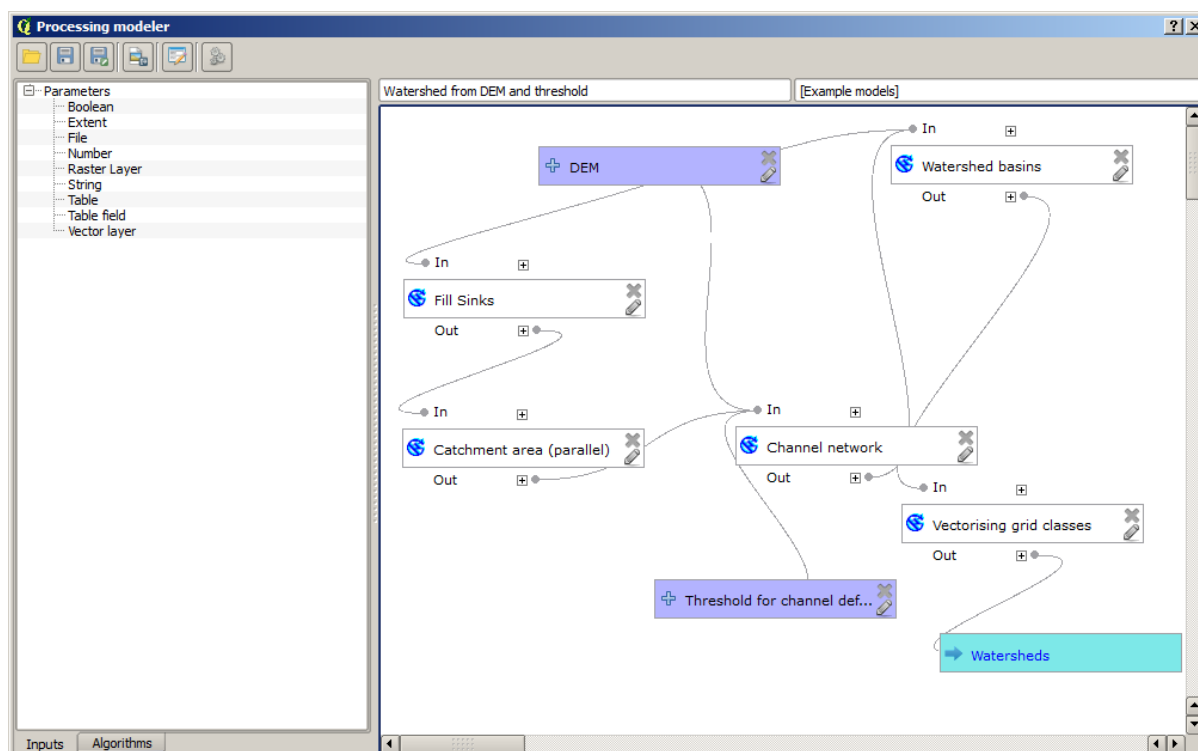 Processing modeler
Parameters
Boolean
Extent
File
Number
Raster Layer
String
Table
Table field
Vector layer
Inputs
Algorithms
Watershed from DEM and threshold
[Example models]
DEM
In
Watershed basins
Out
In
Fill Sinks
Out
In
Catchment area (parallel)
Out
In
Channel network
Out
In
Vectorising grid classes
Out
Threshold for channel def...
Watersheds